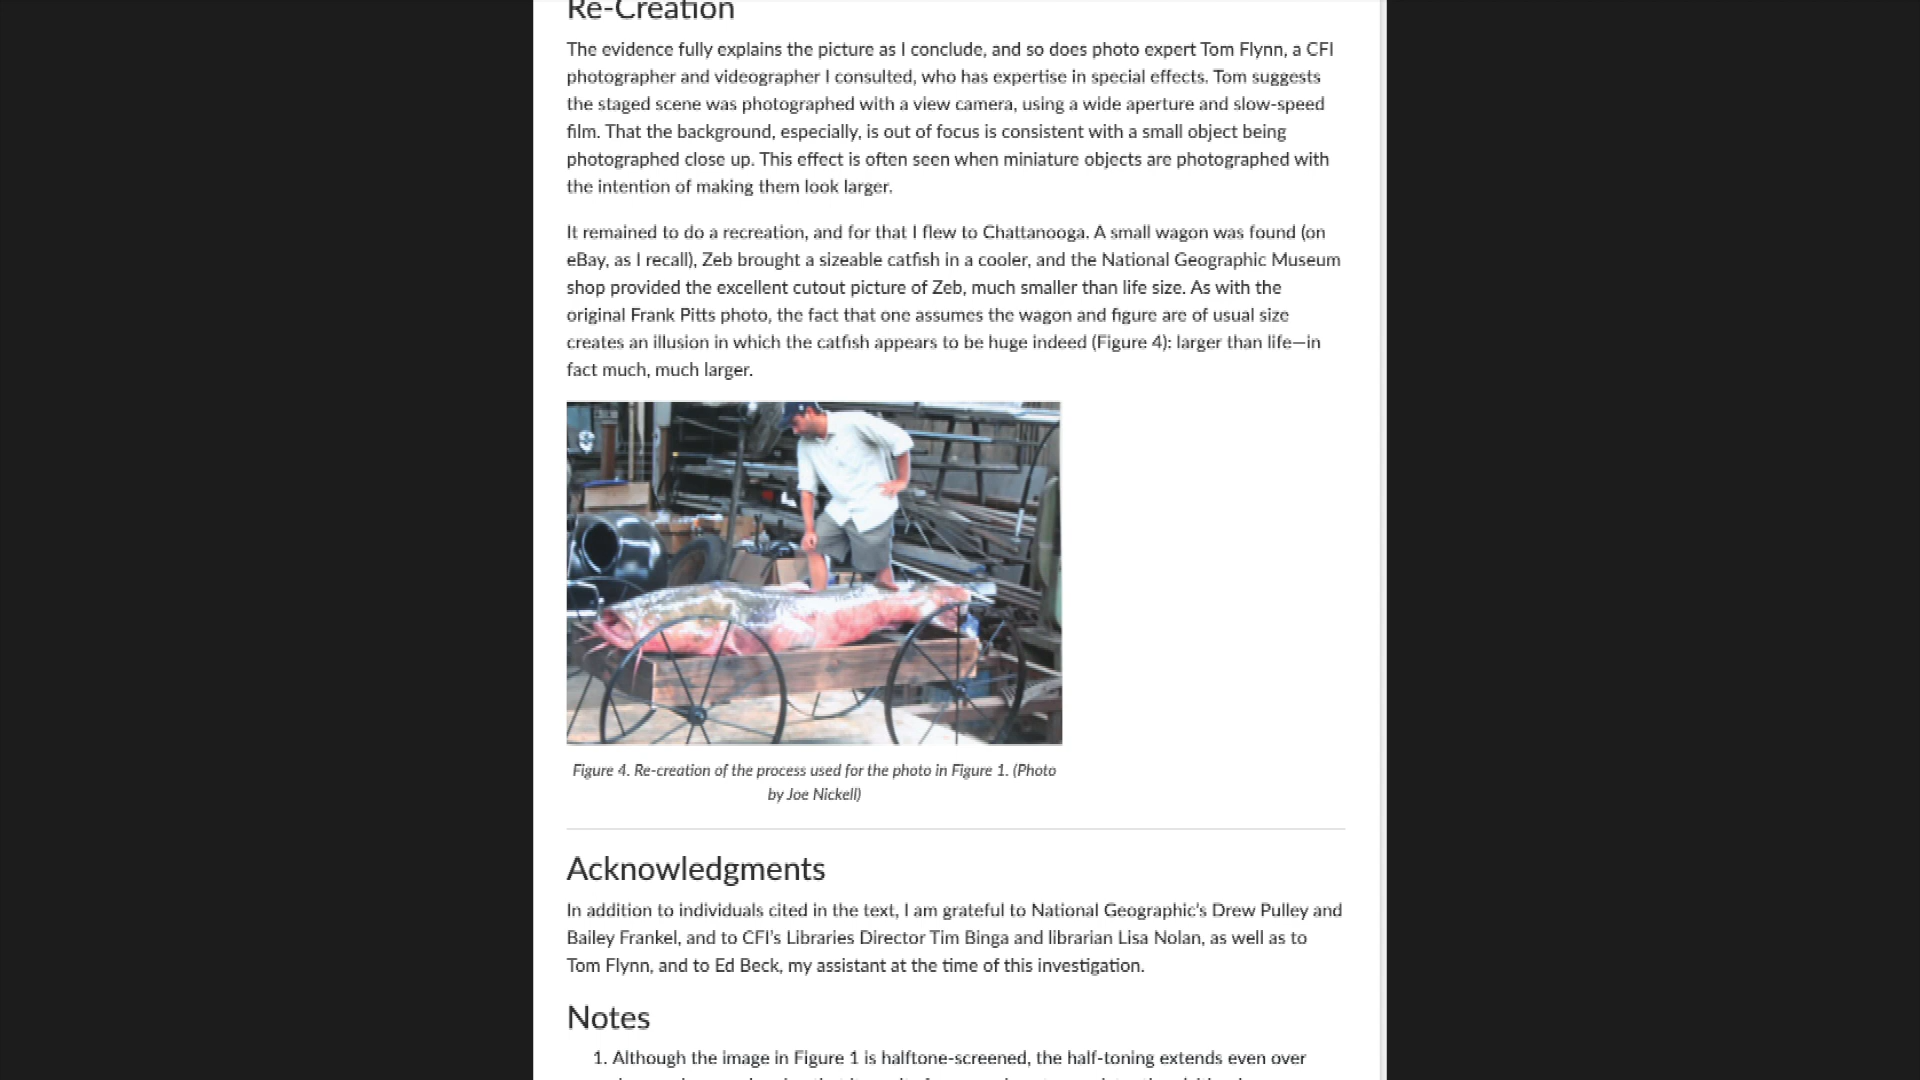 Re-Creation
The evidence fully explains the picture as I conclude, and so does photo expert Tom Flynn, a CFI
photographer and videographer I consulted, who has expertise in special effects. Tom suggests
the staged scene was photographed with a view camera, using a wide aperture and slow-speed
film. That the background, especially, is out of focus is consistent with a small object being
photographed close up. This effect is often seen when miniature objects are photographed with
the intention of making them look larger.
It remained to do a recreation, and for that I flew to Chattanooga. A small wagon was found (on
eBay, as I recall), Zeb brought a sizeable catfish in a cooler, and the National Geographic Museum
shop provided the excellent cutout picture of Zeb, much smaller than life size. As with the
original Frank Pitts photo, the fact that one assumes the wagon and figure are of usual size
creates an illusion in which the catfish appears to be huge indeed (Figure 4): larger than life—in
fact much, much larger.
Figure 4. Re-creation of the process used for the photo in Figure 1. (Photo
by Joe Nickell)
Acknowledgments
In addition to individuals cited in the text, I am grateful to National Geographic's Drew Pulley and
Bailey Frankel, and to CFI's Libraries Director Tim Binga and librarian Lisa Nolan, as well as to
Tom Flynn, and to Ed Beck, my assistant at the time of this investigation.
Notes
1. Although the image in Figure 1 is halftone-screened, the half-toning extends even over